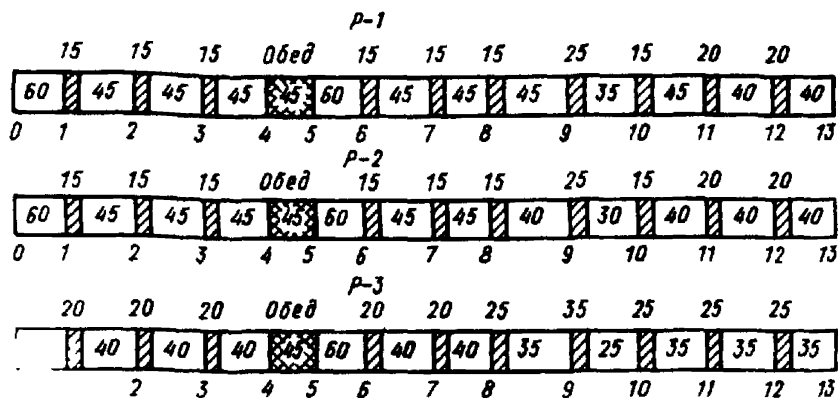 P-1
15 15 15 Обед 15 15 15 25 15 20 20
60 45 45 45 45 60 45 45 45 35 45 40 40
0 1 2 3 4 5 6 7 8 9 10 11 12 13
P-2
15 15 15 Обед 15 15 15 25 15 20 20
60 45 45 45 45 60 45 45 40 30 40 40 40
0 1 2 3 4 5 6 7 8 9 10 11 12 13
P-3
20 20 20 Обед 20 20 25 35 25 25 25
40 40 40 45 60 40 40 35 25 35 35 35
2 3 4 5 6 7 8 9 10 11 12 13